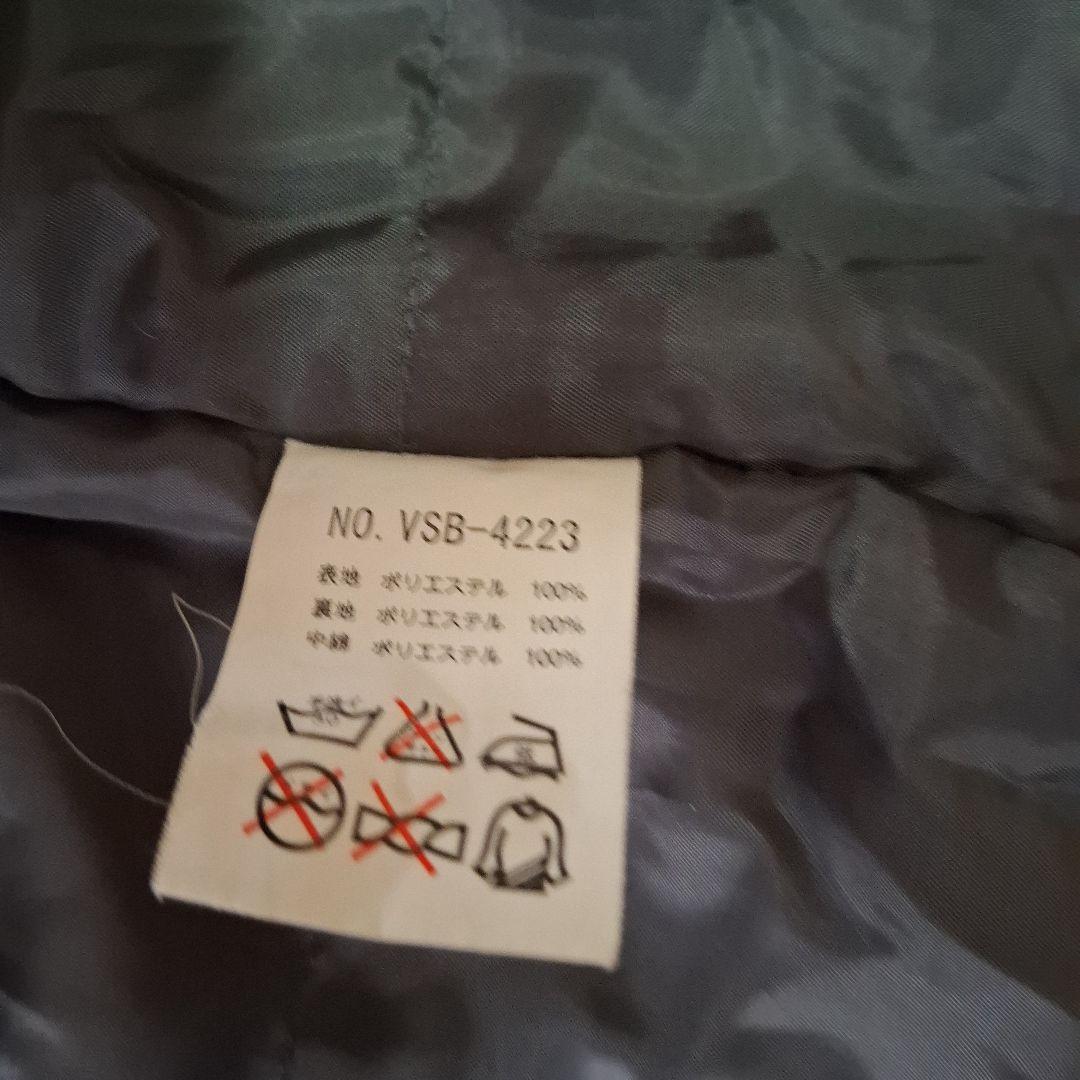 NO. VSB-4223
表地 ポリエステル 100%
裏地 ポリエステル 100%
中綿 ポリエステル 100%